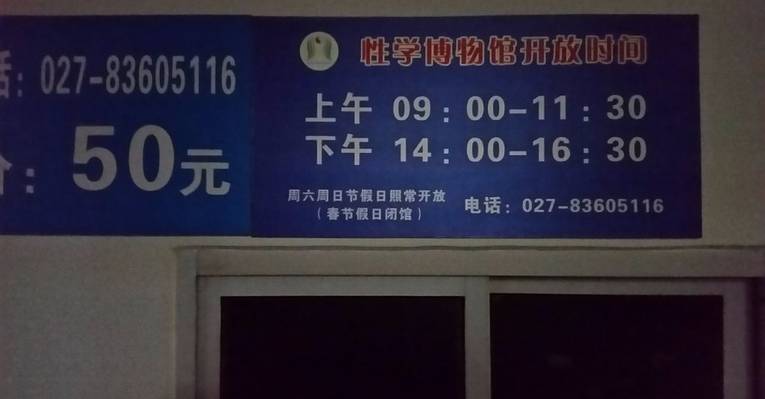 话：027-83605116
价：50元
性学博物馆开放时间
上午 09：00-11：30
下午 14：00-16：30
周六周日节假日照常开放
（春节假日闭馆）
电话：027-83605116